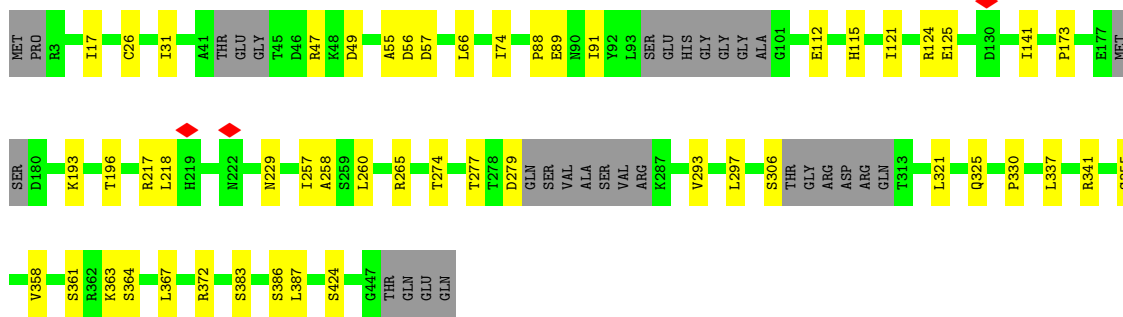 MET PRO R3 I17 C26 I31 A41 THR GLU GLY T45 D46 R47 K48 D49 A55 D56 D57 L66 I74 P88 E89 N90 I91 Y92 L93 SER GLU HIS GLY GLY GLY ALA G101 E112 H115 I121 R124 E125 D130 I141 P173 E177 MET
SER D180 K193 T196 R217 L218 H219 N222 N229 I257 A258 S259 L260 R265 T274 T277 T278 D279 GLN SER VAL ALA SER VAL ARG K287 V293 L297 S306 THR GLY ARG ASP ARG GLN T313 L321 Q325 P330 L337 R341
V358 S361 R362 K363 S364 L367 R372 S383 S386 L387 S424 G447 THR GLN GLU GLN